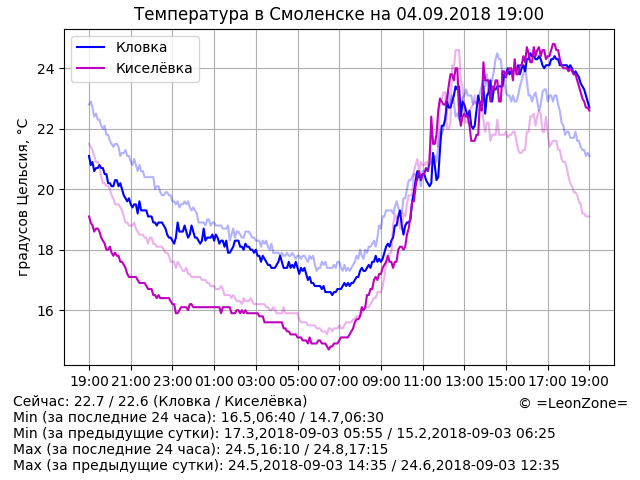 Температура в Смоленске на 04.09.2018 19:00
Кловка
Киселёвка
градусов Цельсия, °C
24
22
20
18
16
19:00 21:00 23:00 01:00 03:00 05:00 07:00 09:00 11:00 13:00 15:00 17:00 19:00
Сейчас: 22.7 / 22.6 (Кловка / Киселёвка)
© =LeonZone=
Min (за последние 24 часа): 16.5,06:40 / 14.7,06:30
Min (за предыдущие сутки): 17.3,2018-09-03 05:55 / 15.2,2018-09-03 06:25
Max (за последние 24 часа): 24.5,16:10 / 24.8,17:15
Max (за предыдущие сутки): 24.5,2018-09-03 14:35 / 24.6,2018-09-03 12:35